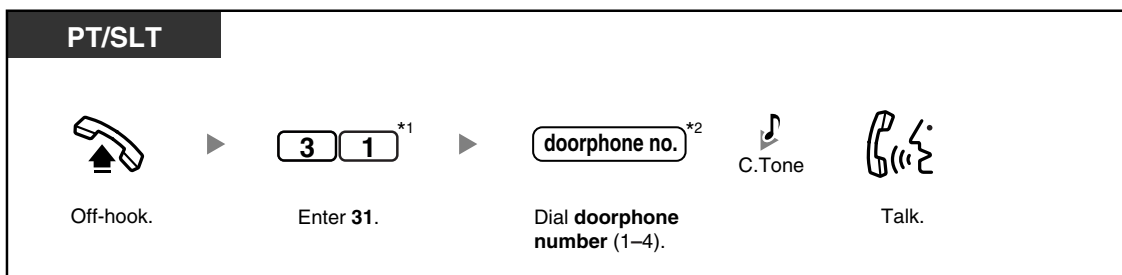 PT/SLT
3 1 *1
doorphone no. *2
C.Tone
Off-hook.
Enter 31.
Dial doorphone
number (1–4).
Talk.